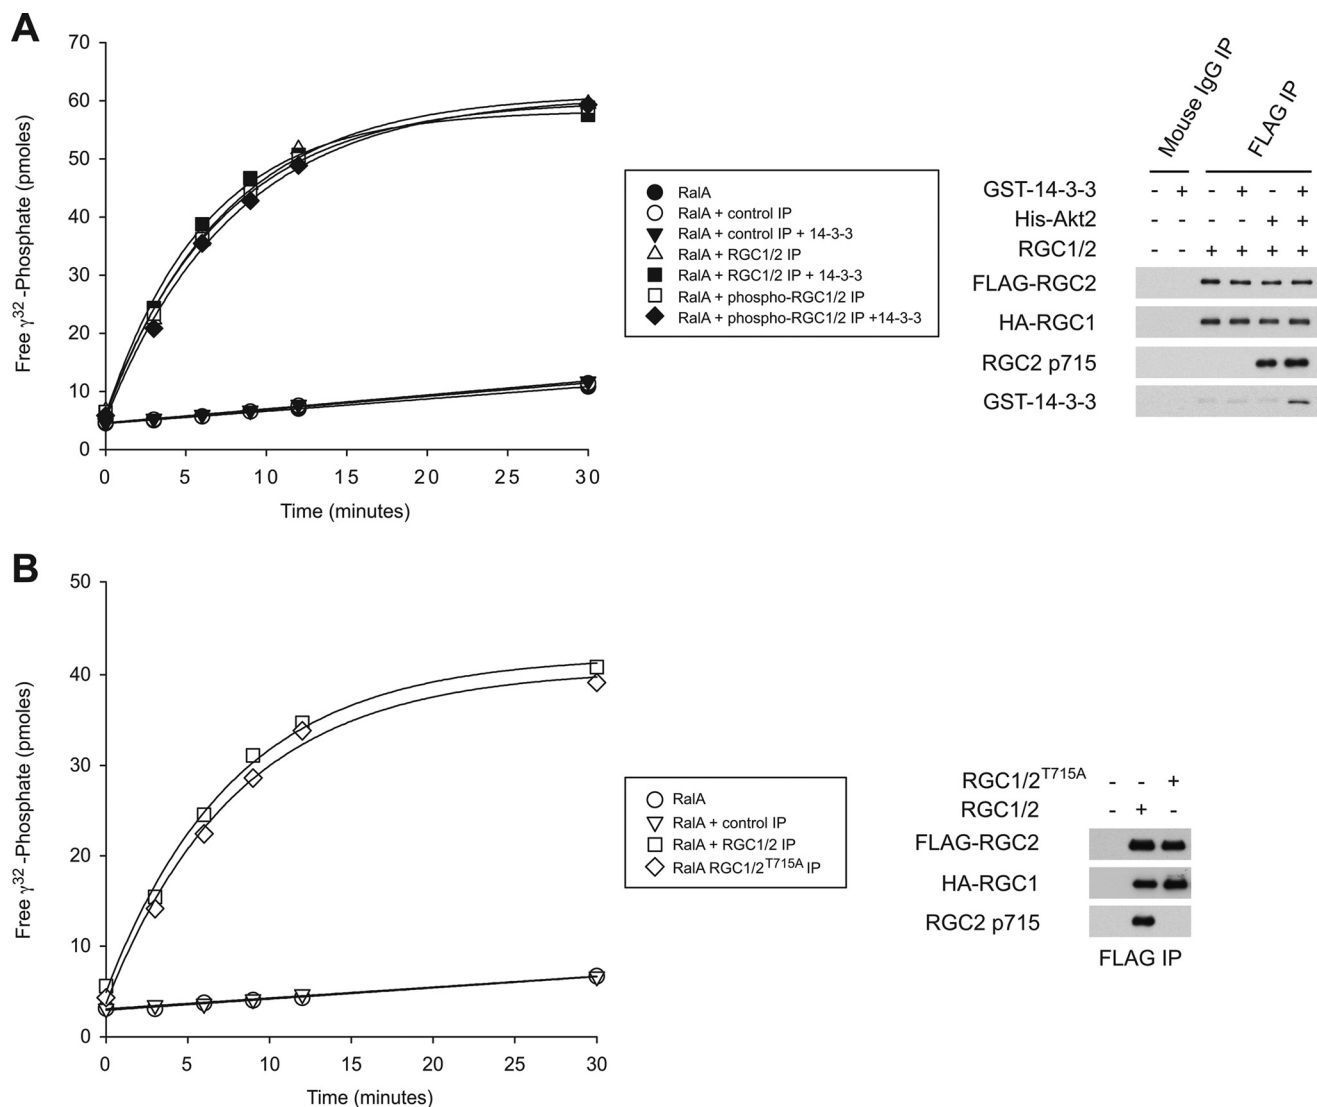 A
70
60
50
40
30
20
10
0
Free γ³² -Phosphate (pmoles)
0 5 10 15 20 25 30
Time (minutes)
RalA
RalA + control IP
RalA + control IP + 14-3-3
RalA + RGC1/2 IP
RalA + RGC1/2 IP + 14-3-3
RalA + phospho-RGC1/2 IP
RalA + phospho-RGC1/2 IP +14-3-3
Mouse IgG IP
FLAG IP
GST-14-3-3 - + - + - +
His-Akt2 - - - - + +
RGC1/2 - - + + + +
FLAG-RGC2
HA-RGC1
RGC2 p715
GST-14-3-3
B
50
40
30
20
10
0
Free γ³² -Phosphate (pmoles)
0 5 10 15 20 25 30
Time (minutes)
RalA
RalA + control IP
RalA + RGC1/2 IP
RalA RGC1/2ᵀ⁷¹⁵ᴬ IP
RGC1/2ᵀ⁷¹⁵ᴬ - - +
RGC1/2 - + -
FLAG-RGC2
HA-RGC1
RGC2 p715
FLAG IP